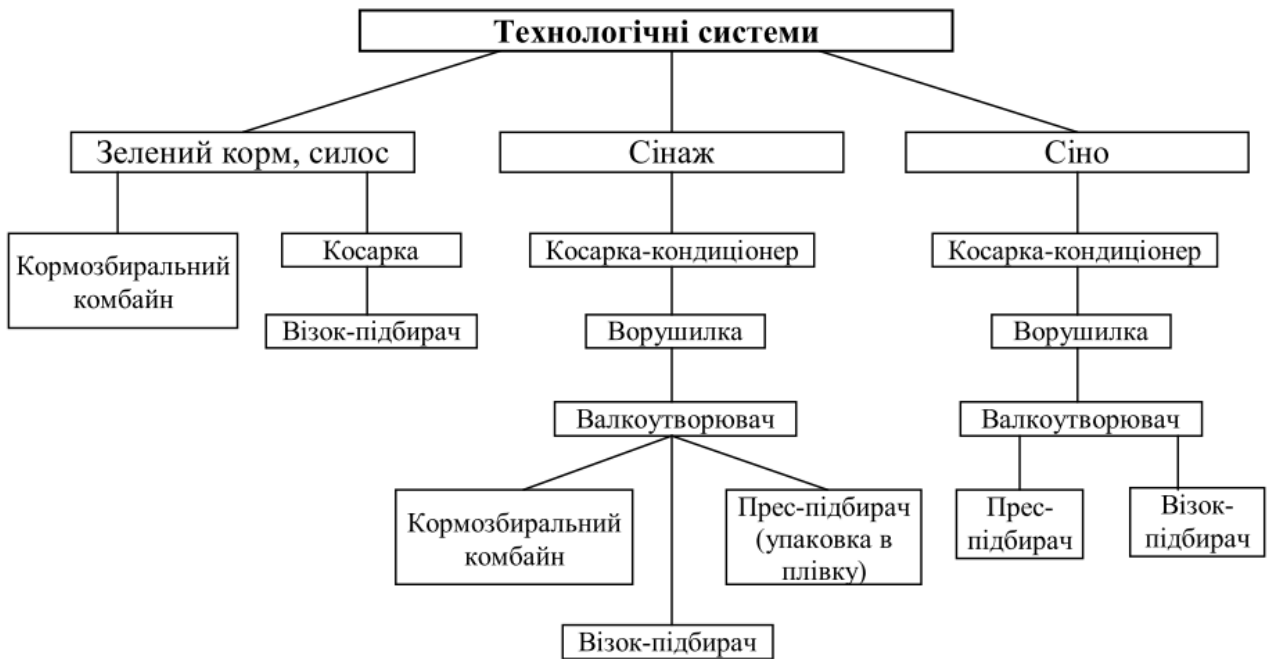 Технологічні системи
Зелений корм, силос
Сінаж
Сіно
Кормозбиральний
комбайн
Косарка
Косарка-кондиціонер
Косарка-кондиціонер
Візок-підбирач
Ворушилка
Ворушилка
Валкоутворювач
Валкоутворювач
Кормозбиральний
комбайн
Прес-підбирач
(упаковка в
плівку)
Прес-
підбирач
Візок-
підбирач
Візок-підбирач